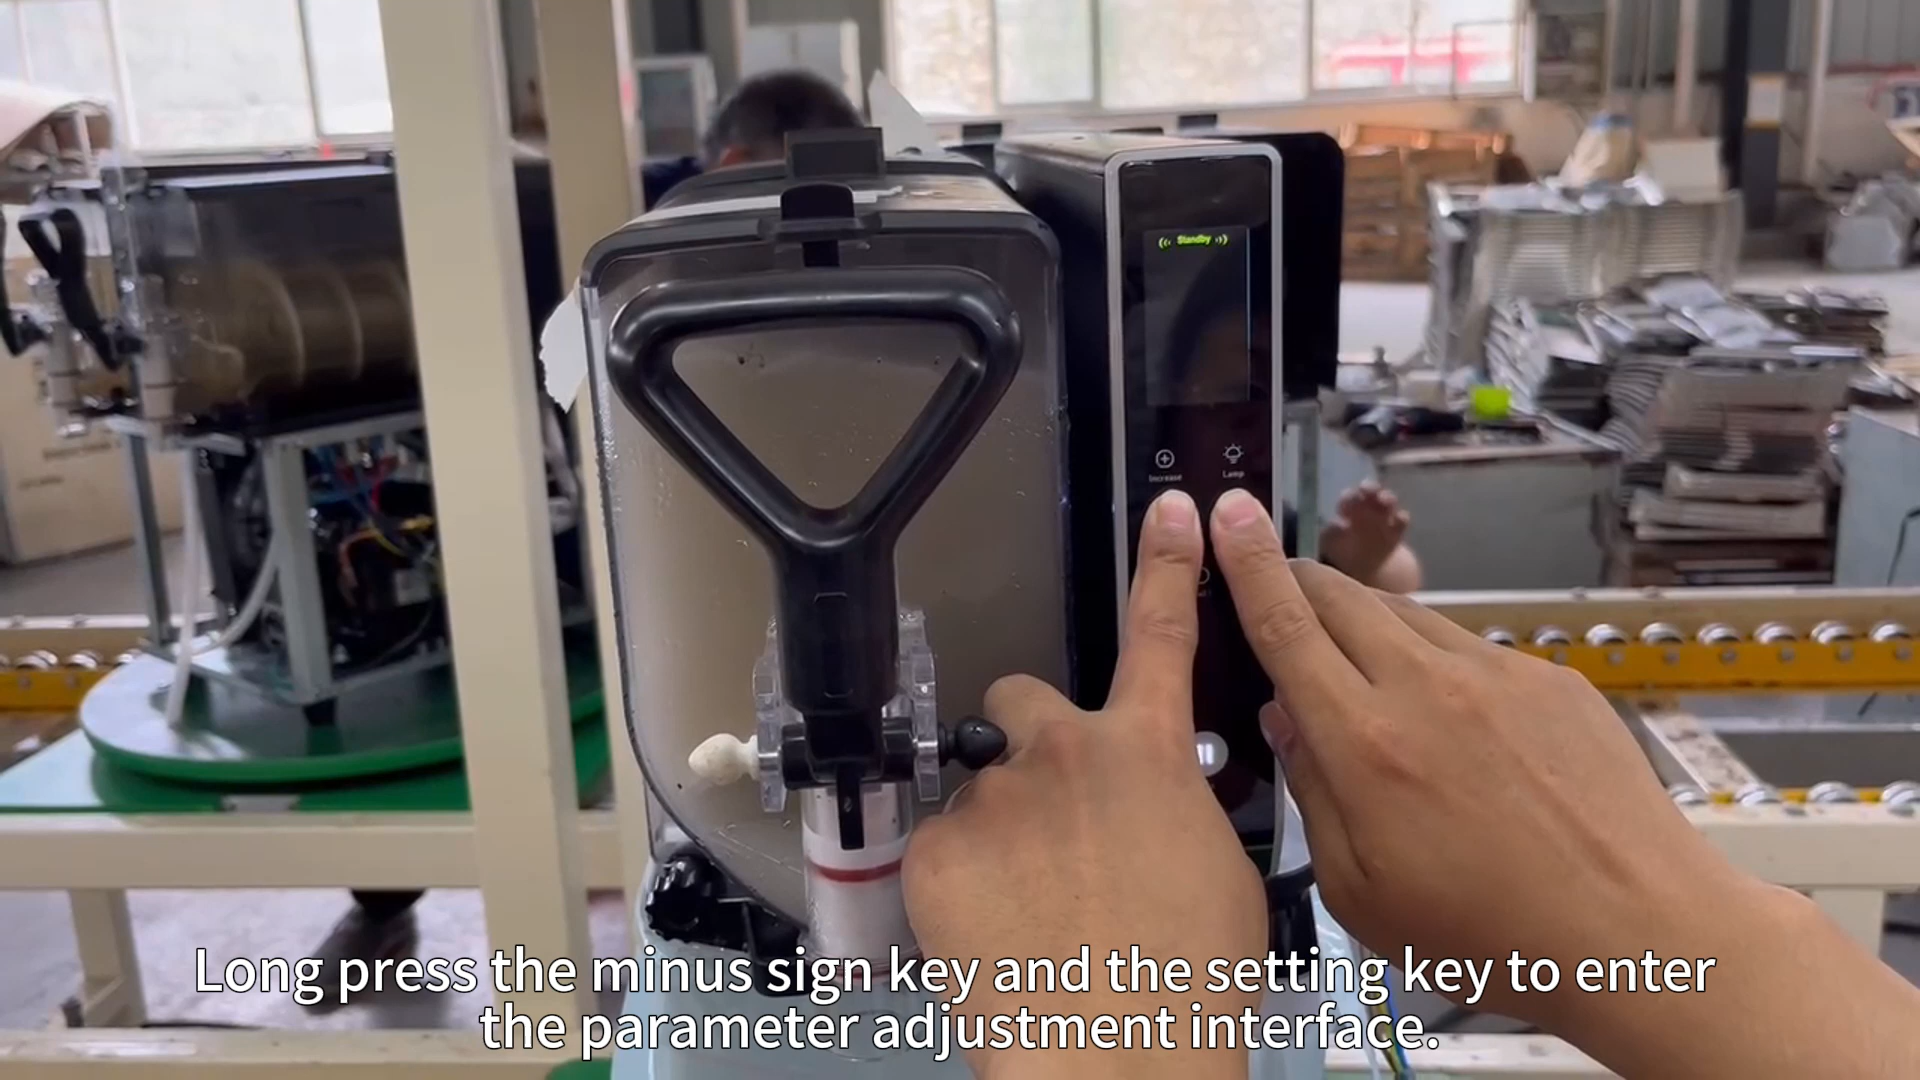 ((‹ Standby ›))
Increase
Lamp
Long press the minus sign key and the setting key to enter
the parameter adjustment interface.